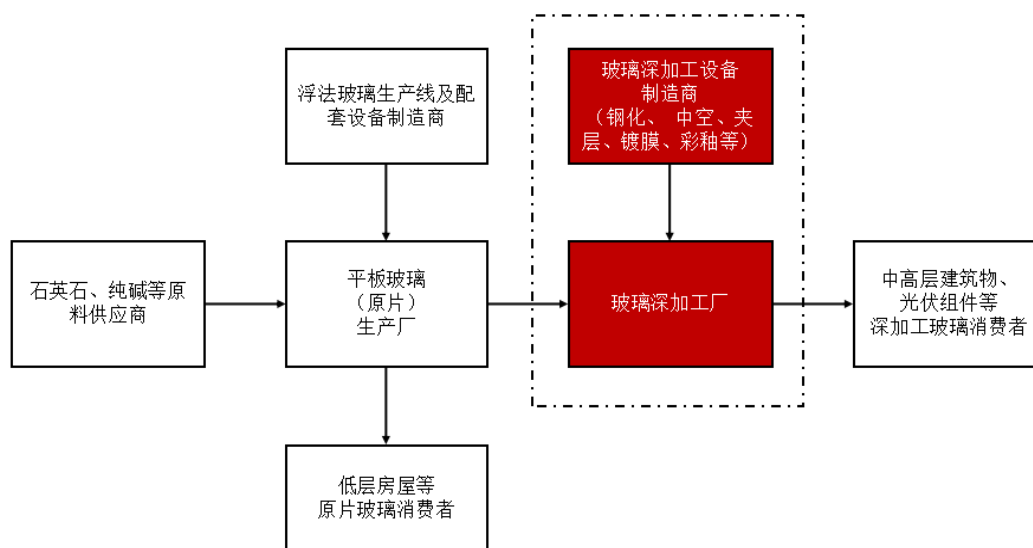 浮法玻璃生产线及配
套设备制造商
玻璃深加工设备
制造商
（钢化、 中空、夹
层、镀膜、彩釉等）
石英石、纯碱等原
料供应商
平板玻璃
（原片）
生产厂
玻璃深加工厂
中高层建筑物、
光伏组件等
深加工玻璃消费者
低层房屋等
原片玻璃消费者